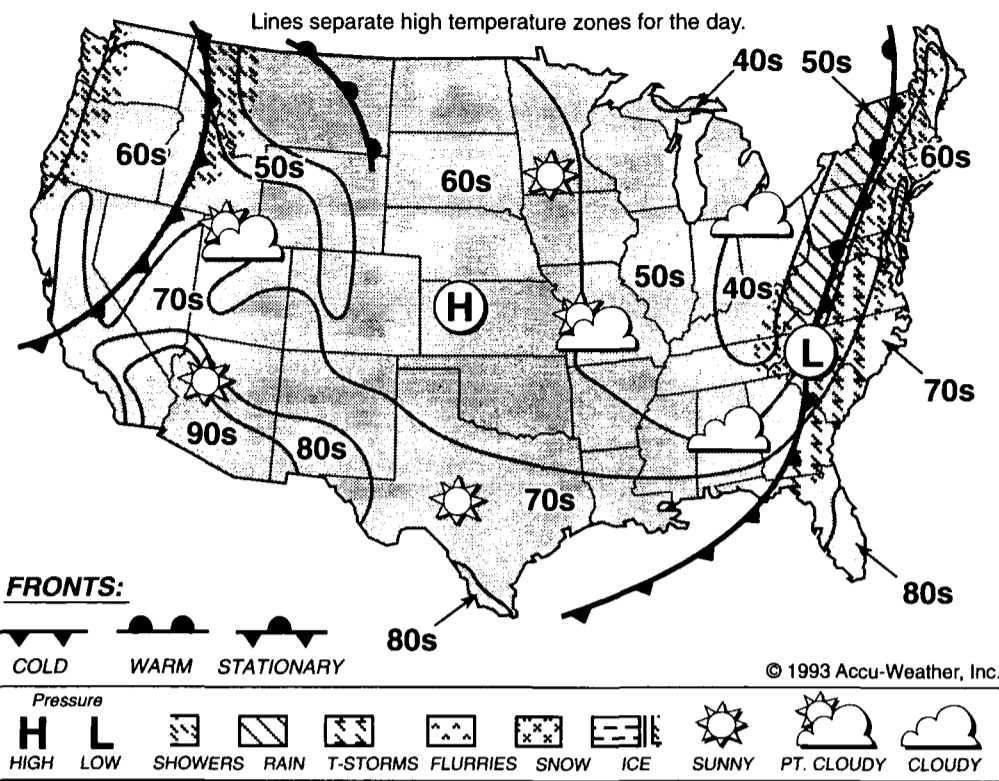 Lines separate high temperature zones for the day.
40s 50s
60s
60s
50s
60s
70s
50s
40s
H
L
70s
90s
80s
70s
80s
80s
FRONTS:
COLD WARM STATIONARY
© 1993 Accu-Weather, Inc.
Pressure
H L
HIGH LOW SHOWERS RAIN T-STORMS FLURRIES SNOW ICE SUNNY PT. CLOUDY CLOUDY